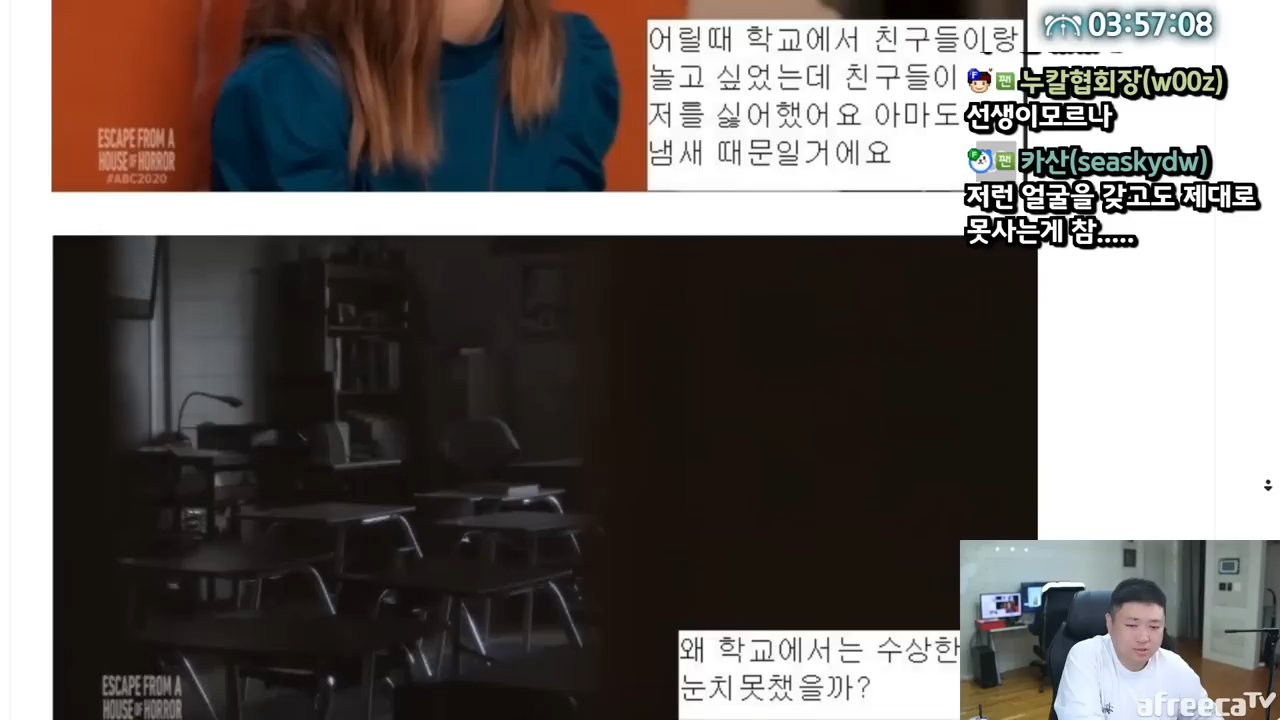 03:57:08
어릴때 학교에서 친구들이랑
놀고 싶었는데 친구들이
저를 싫어했어요 아마도
냄새 때문일거에요
누칼협회장(w00z)
선생이모르나
카산(seaskydw)
저런 얼굴을 갖고도 제대로
못사는게 참.....
ESCAPE FROM A
HOUSE OF HORROR
#ABC2020
왜 학교에서는 수상한
눈치못챘을까?
ESCAPE FROM A
HOUSE OF HORROR
afreecaTV